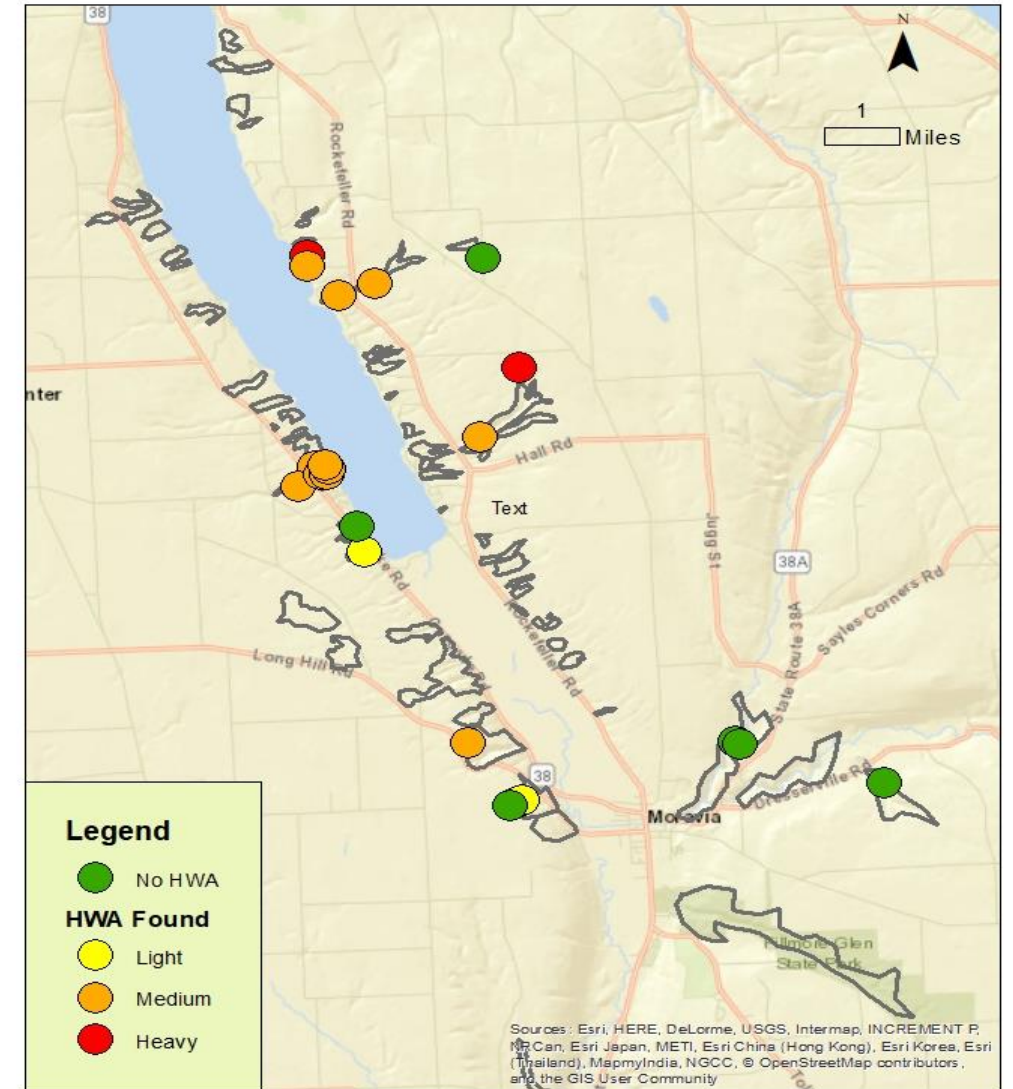 38
N
1
Miles
Rockefeller Rd
nter
Hall Rd
Text
Jugg St
38A
ke Rd
Sayles Corners Rd
State Route 38A
Rockefeller Rd
Long Hill Rd
Rd
38
Dresserville Rd
Moravia
Fillmore Glen
State Park
Legend
No HWA
HWA Found
Light
Medium
Heavy
Sources: Esri, HERE, DeLorme, USGS, Intermap, INCREMENT P,
NRCan, Esri Japan, METI, Esri China (Hong Kong), Esri Korea, Esri
(Thailand), MapmyIndia, NGCC, © OpenStreetMap contributors,
and the GIS User Community